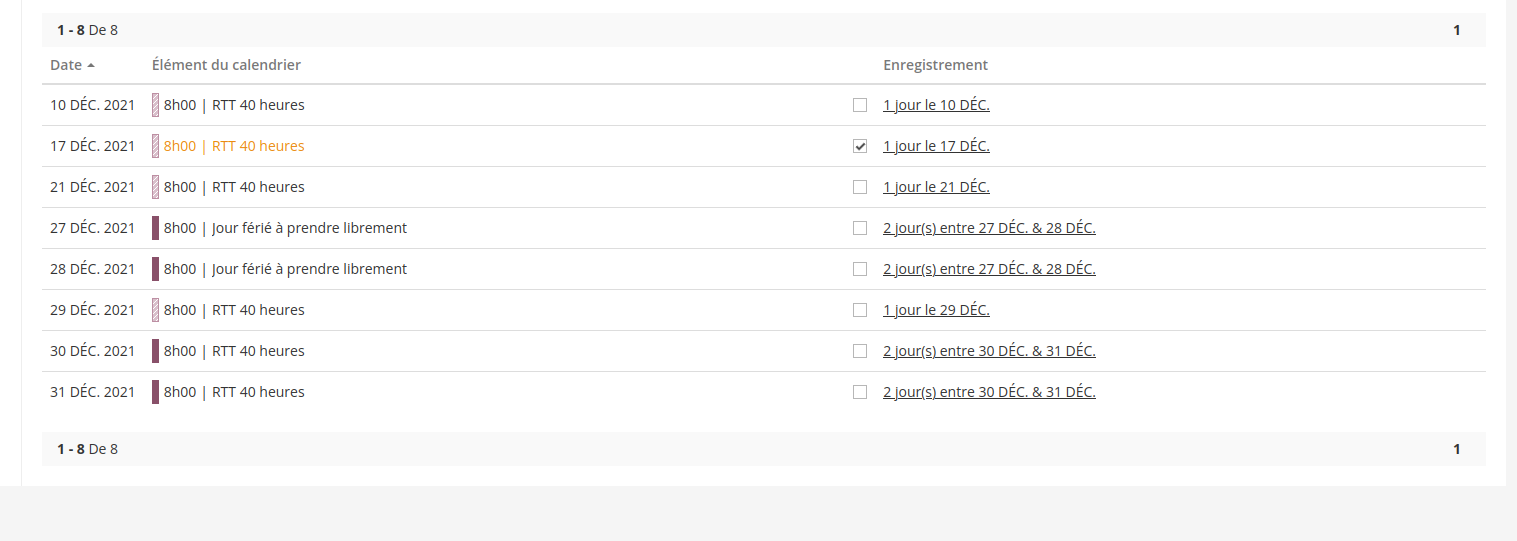 1 - 8 De 8 1
Date Élément du calendrier Enregistrement
10 DÉC. 2021 8h00 | RTT 40 heures 1 jour le 10 DÉC.
17 DÉC. 2021 8h00 | RTT 40 heures 1 jour le 17 DÉC.
21 DÉC. 2021 8h00 | RTT 40 heures 1 jour le 21 DÉC.
27 DÉC. 2021 8h00 | Jour férié à prendre librement 2 jour(s) entre 27 DÉC. & 28 DÉC.
28 DÉC. 2021 8h00 | Jour férié à prendre librement 2 jour(s) entre 27 DÉC. & 28 DÉC.
29 DÉC. 2021 8h00 | RTT 40 heures 1 jour le 29 DÉC.
30 DÉC. 2021 8h00 | RTT 40 heures 2 jour(s) entre 30 DÉC. & 31 DÉC.
31 DÉC. 2021 8h00 | RTT 40 heures 2 jour(s) entre 30 DÉC. & 31 DÉC.
1 - 8 De 8 1